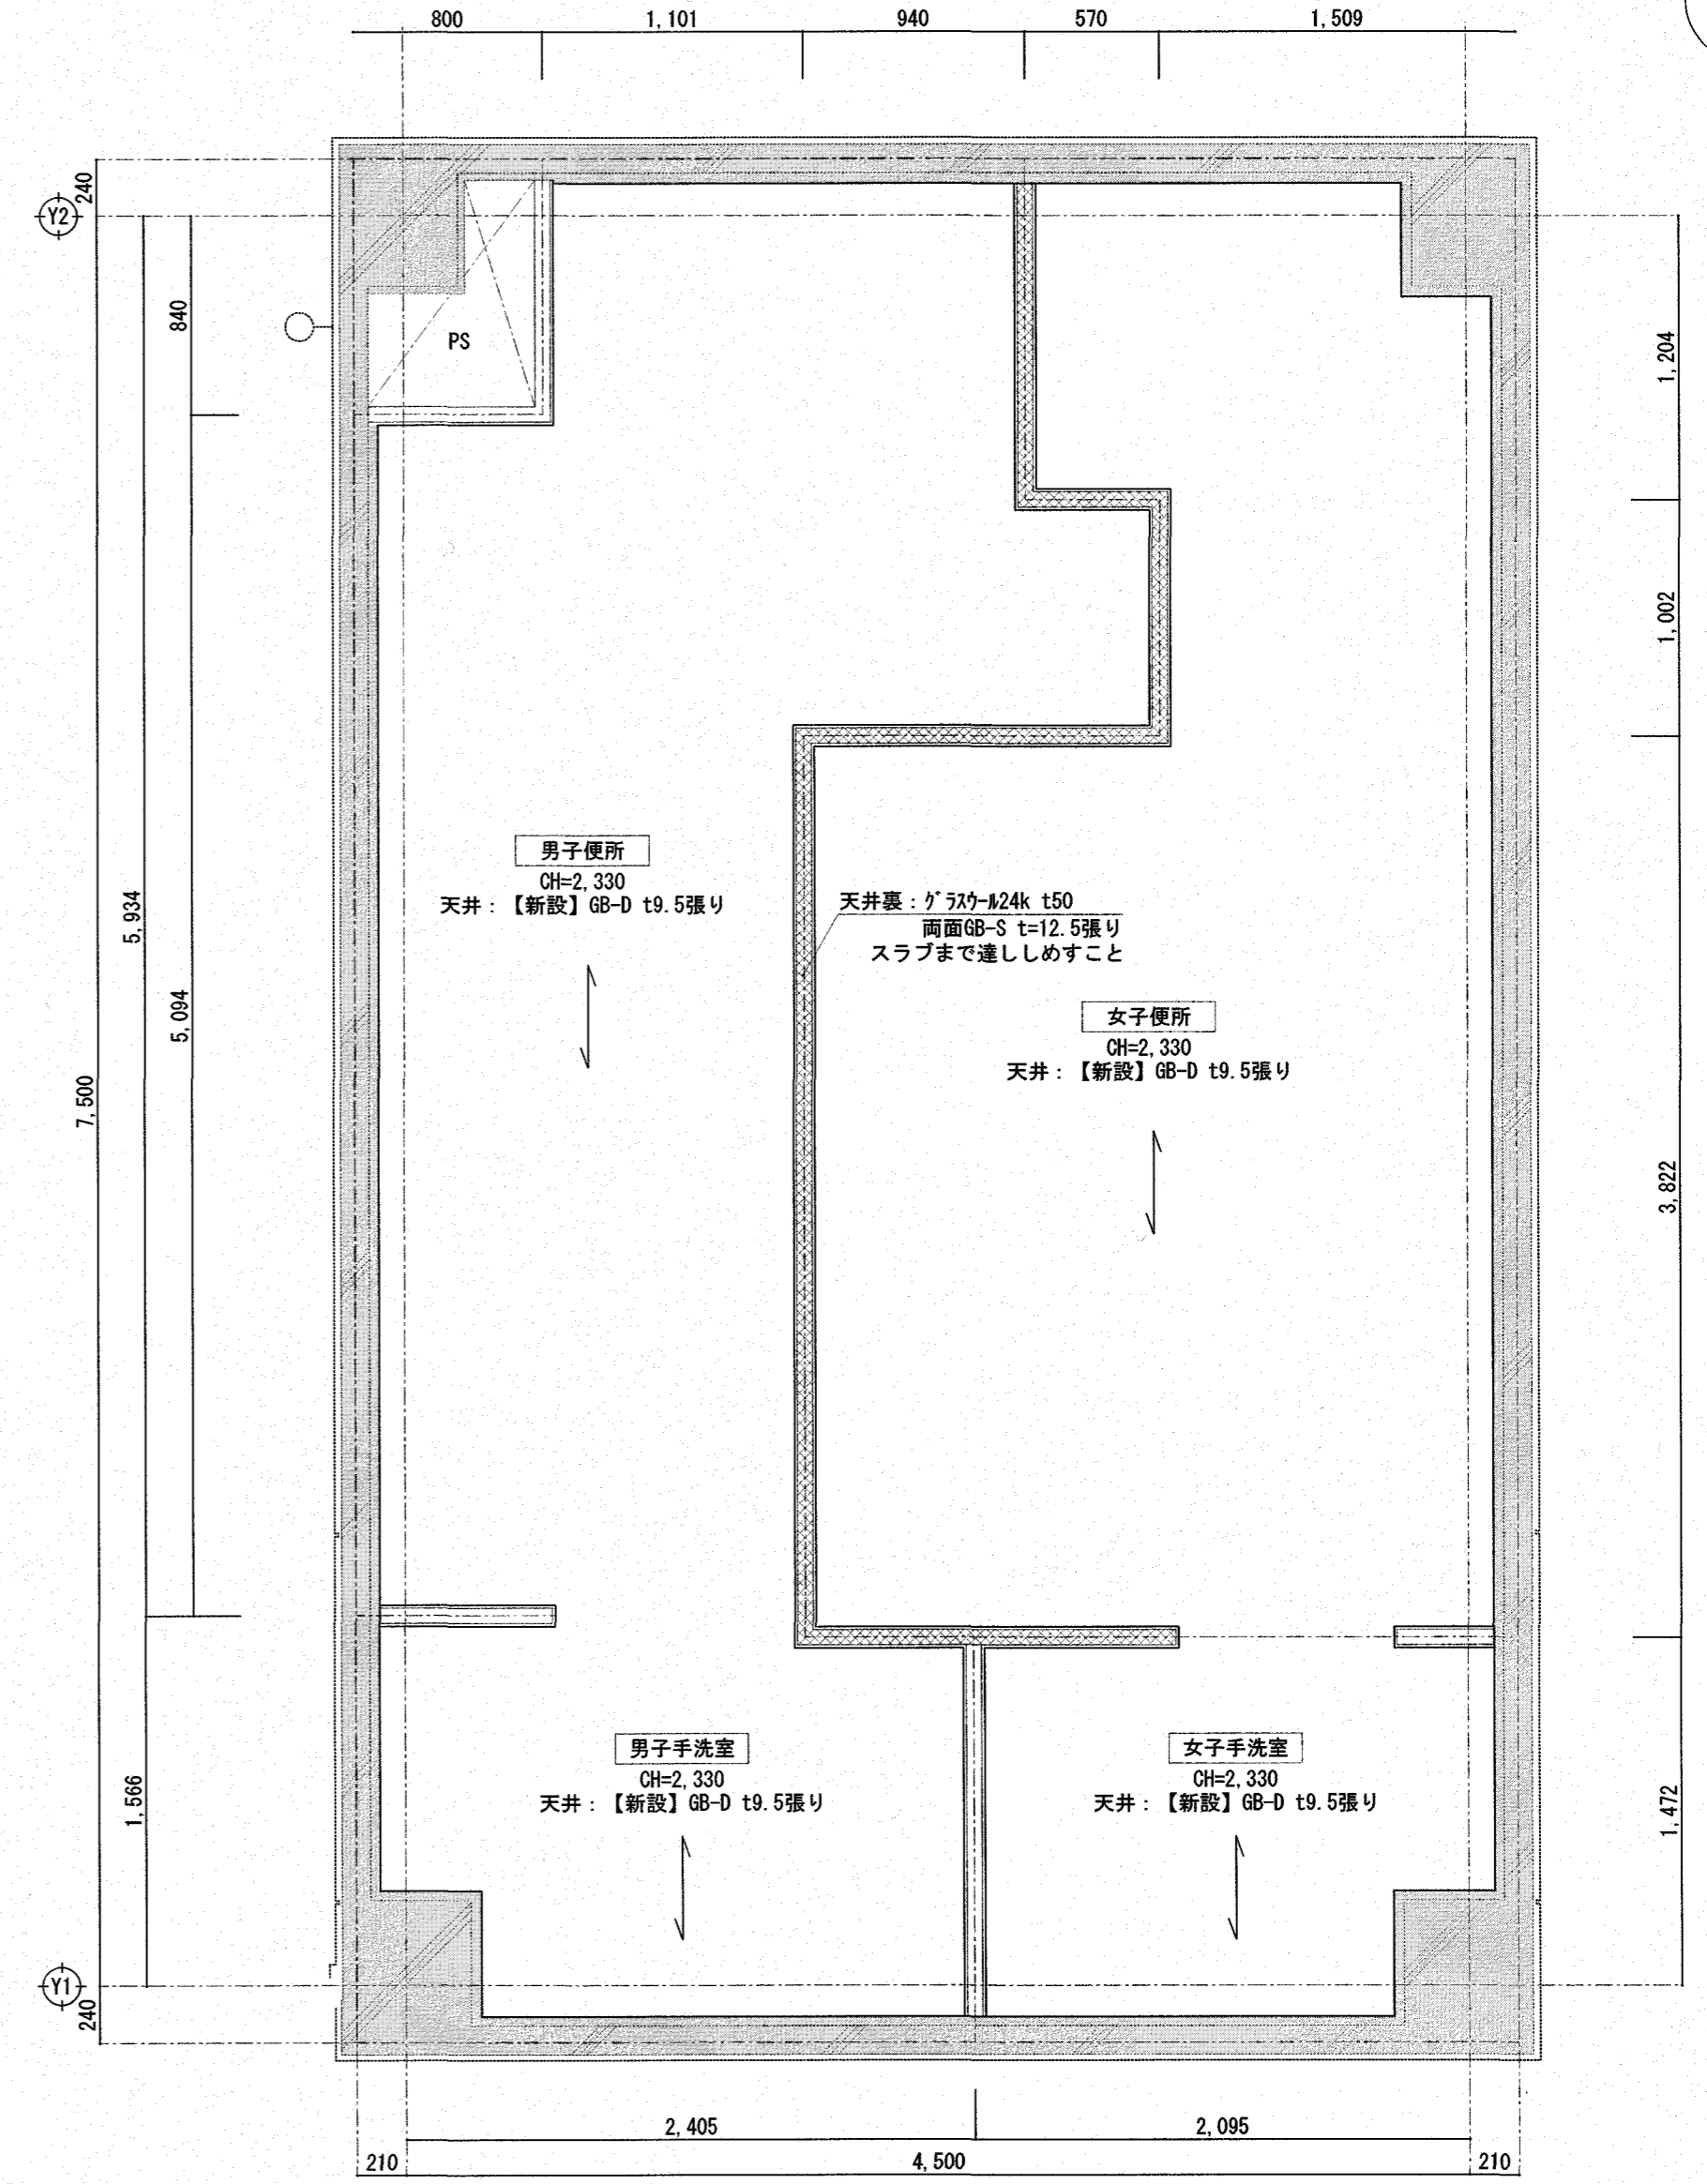 800
1,101
940
570
1,509
240
Y2
840
PS
1,204
1,002
男子便所
CH=2,330
天井：【新設】GB-D t9.5張り
天井裏：ｸﾞﾗｽｳｰﾙ24k t50
両面GB-S t=12.5張り
スラブまで達ししめすこと
5,934
5,094
7,500
女子便所
CH=2,330
天井：【新設】GB-D t9.5張り
3,822
男子手洗室
CH=2,330
天井：【新設】GB-D t9.5張り
女子手洗室
CH=2,330
天井：【新設】GB-D t9.5張り
1,566
1,472
Y1
240
2,405
2,095
210
4,500
210